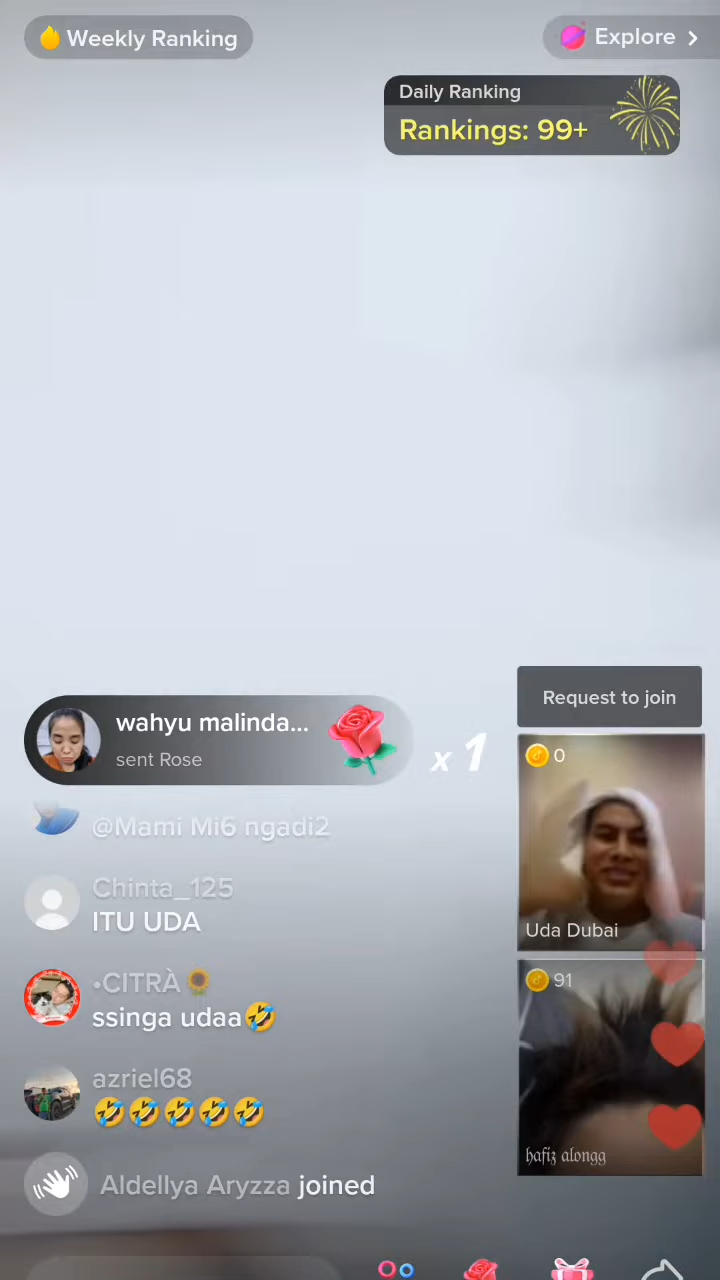 Weekly Ranking
Explore
Daily Ranking
Rankings: 99+
wahyu malinda...
sent Rose
x 1
Request to join
0
Uda Dubai
@Mami Mi6 ngadi2
Chinta_125
ITU UDA
•CITRÀ🌻
ssinga udaa🤣
91
hafiz alongg
azriel68
🤣🤣🤣🤣🤣
Aldellya Aryzza joined